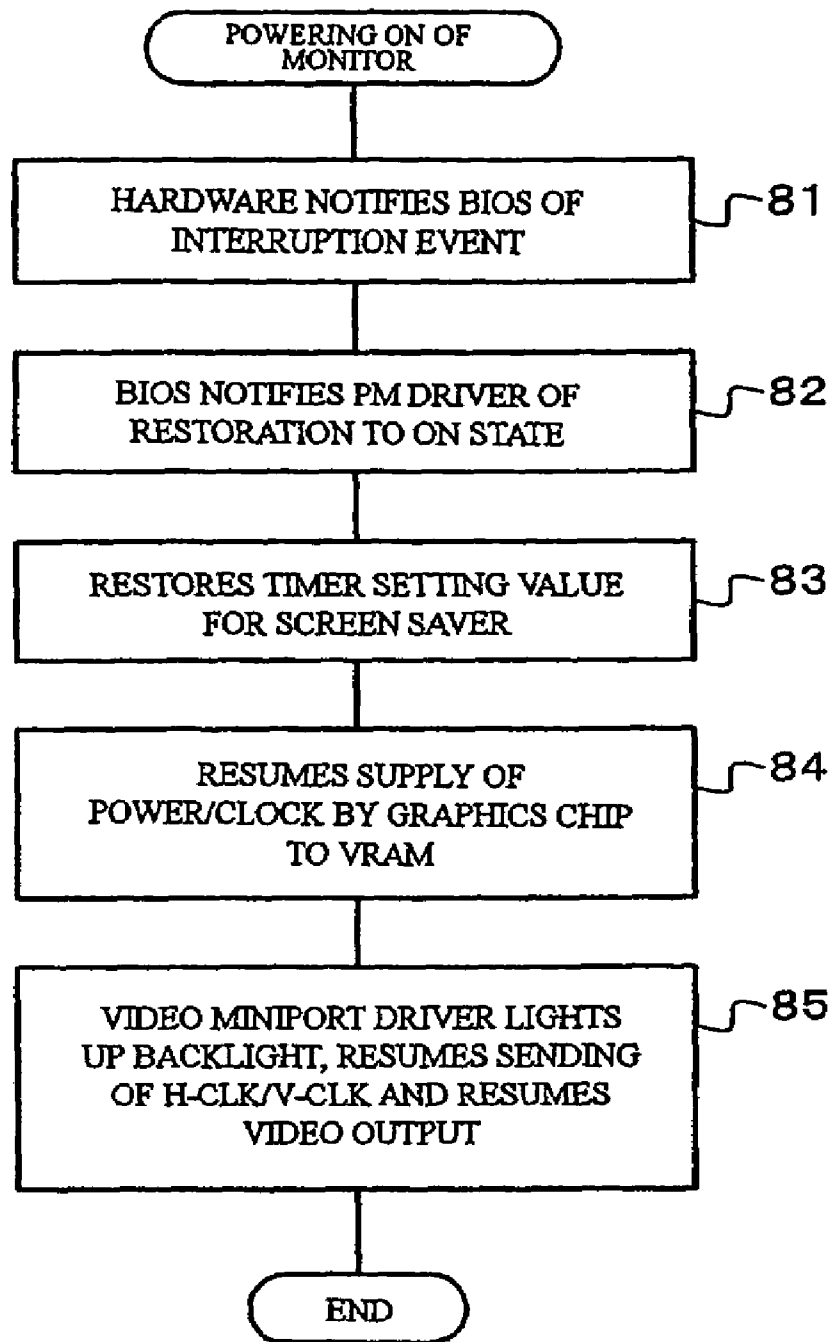 POWERING ON OF
MONITOR
HARDWARE NOTIFIES BIOS OF
INTERRUPTION EVENT
81
BIOS NOTIFIES PM DRIVER OF
RESTORATION TO ON STATE
82
RESTORES TIMER SETTING VALUE
FOR SCREEN SAVER
83
RESUMES SUPPLY OF
POWER/CLOCK BY GRAPHICS CHIP
TO VRAM
84
VIDEO MINIPORT DRIVER LIGHTS
UP BACKLIGHT, RESUMES SENDING
OF H-CLK/V-CLK AND RESUMES
VIDEO OUTPUT
85
END